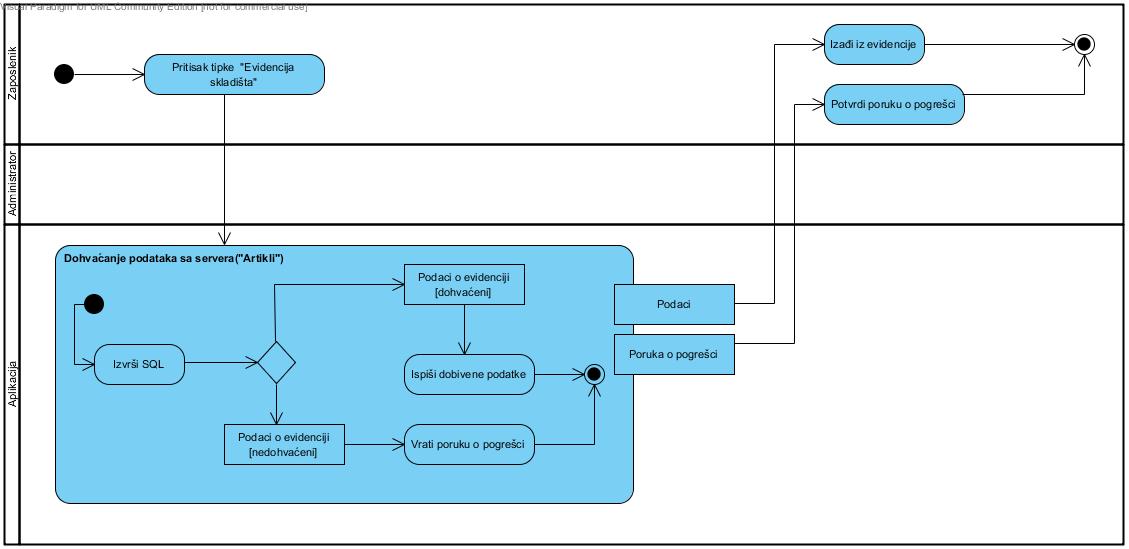 Visual Paradigm for UML Community Edition [not for commercial use]
Zaposlenik
Pritisak tipke "Evidencija
skladišta"
Izađi iz evidencije
Potvrdi poruku o pogrešci
Administrator
Aplikacija
Dohvaćanje podataka sa servera("Artikli")
Podaci o evidenciji
[dohvaćeni]
Podaci
Poruka o pogrešci
Izvrši SQL
Ispiši dobivene podatke
Podaci o evidenciji
[nedohvaćeni]
Vrati poruku o pogrešci